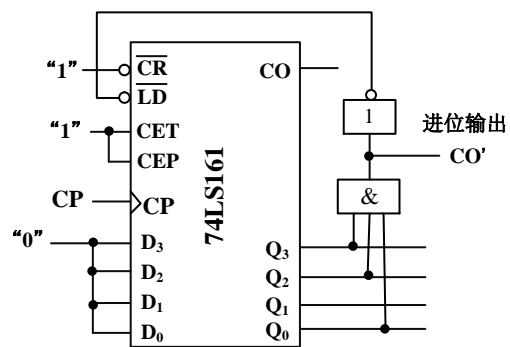 “1”
CR
CO
LD
1
进位输出
“1”
CET
CO'
CEP
&
74LS161
CP
CP
“0”
D3
Q3
D2
Q2
D1
Q1
D0
Q0